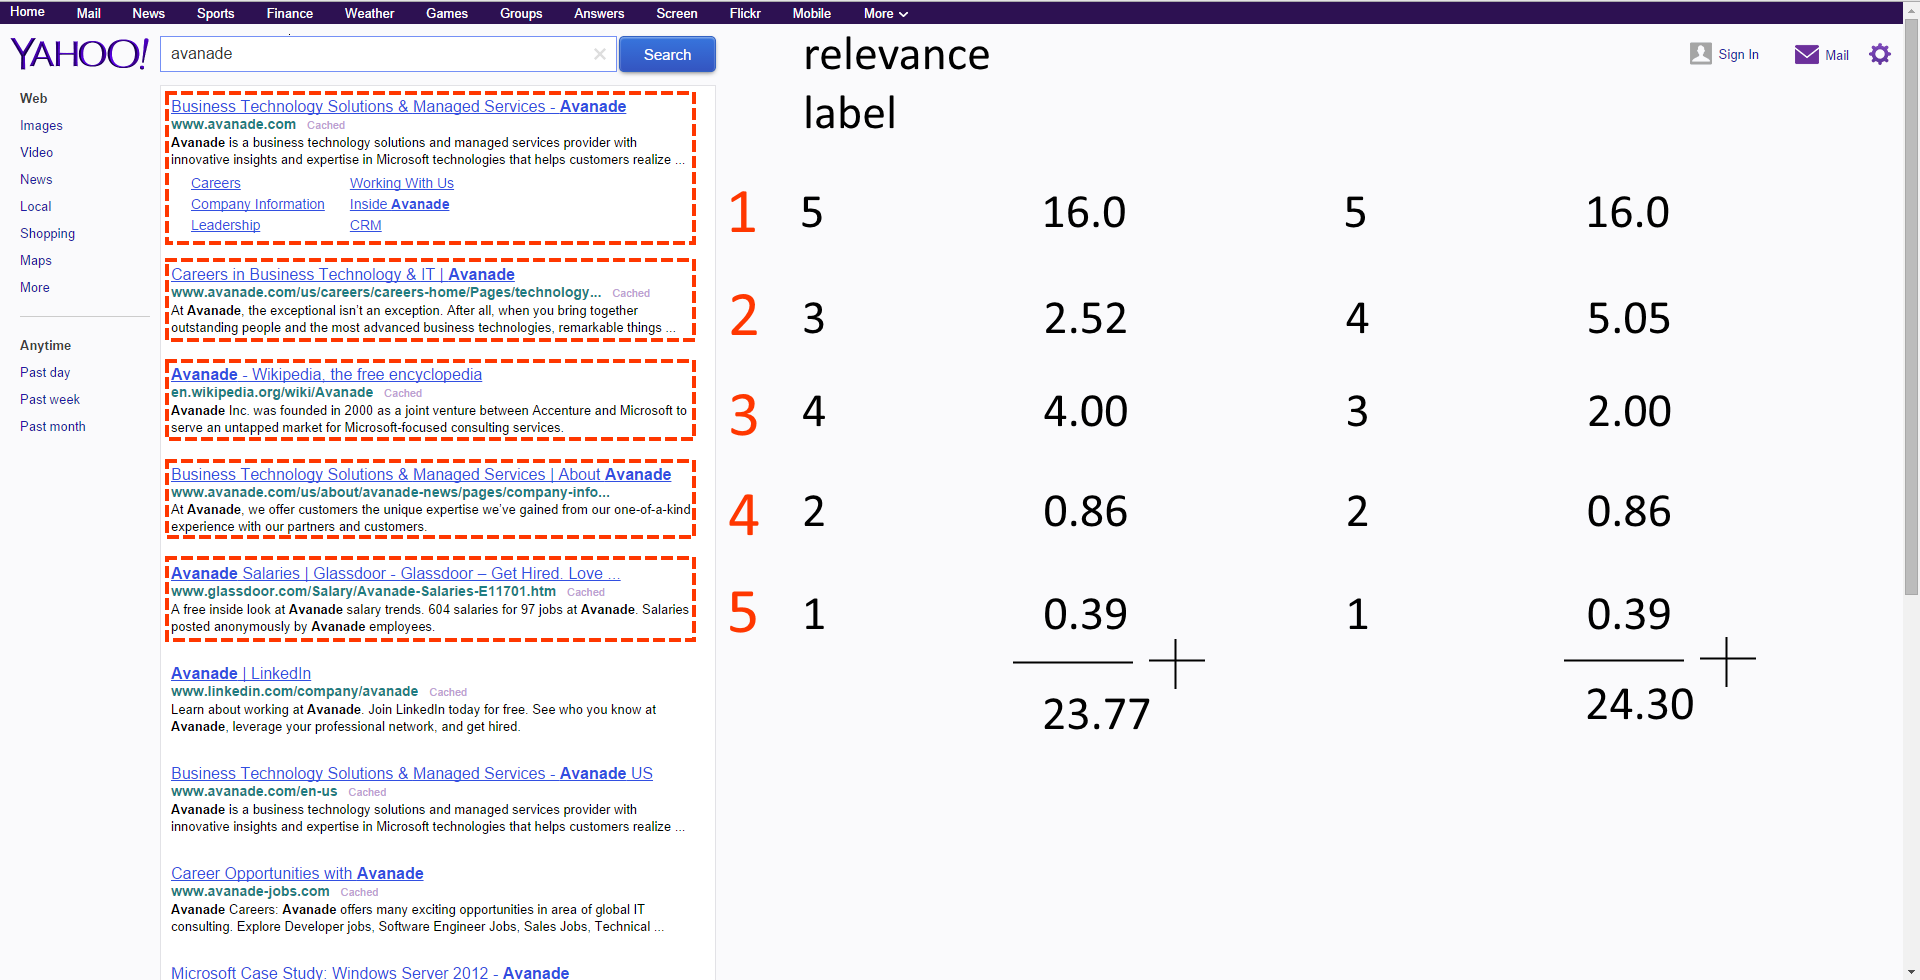 Home Mail News Sports Finance Weather Games Groups Answers Screen Flickr Mobile More
YAHOO!
avanade
Search
Sign In
Mail
Web
Images
Video
News
Local
Shopping
Maps
More
Anytime
Past day
Past week
Past month
Business Technology Solutions & Managed Services - Avanade
www.avanade.com Cached
Avanade is a business technology solutions and managed services provider with
innovative insights and expertise in Microsoft technologies that helps customers realize ...
Careers Working With Us
Company Information Inside Avanade
Leadership CRM
Careers in Business Technology & IT | Avanade
www.avanade.com/us/careers/careers-home/Pages/technology... Cached
At Avanade, the exceptional isn't an exception. After all, when you bring together
outstanding people and the most advanced business technologies, remarkable things ...
Avanade - Wikipedia, the free encyclopedia
en.wikipedia.org/wiki/Avanade Cached
Avanade Inc. was founded in 2000 as a joint venture between Accenture and Microsoft to
serve an untapped market for Microsoft-focused consulting services.
Business Technology Solutions & Managed Services | About Avanade
www.avanade.com/us/about/avanade-news/pages/company-info...
At Avanade, we offer customers the unique expertise we've gained from our one-of-a-kind
experience with our partners and customers.
Avanade Salaries | Glassdoor - Glassdoor – Get Hired. Love ...
www.glassdoor.com/Salary/Avanade-Salaries-E11701.htm Cached
A free inside look at Avanade salary trends. 604 salaries for 97 jobs at Avanade. Salaries
posted anonymously by Avanade employees.
Avanade | LinkedIn
www.linkedin.com/company/avanade Cached
Learn about working at Avanade. Join LinkedIn today for free. See who you know at
Avanade, leverage your professional network, and get hired.
Business Technology Solutions & Managed Services - Avanade US
www.avanade.com/en-us Cached
Avanade is a business technology solutions and managed services provider with
innovative insights and expertise in Microsoft technologies that helps customers realize ...
Career Opportunities with Avanade
www.avanade-jobs.com Cached
Avanade Careers: Avanade offers many exciting opportunities in area of global IT
consulting. Explore Developer jobs, Software Engineer Jobs, Sales Jobs, Technical ...
Microsoft Case Study: Windows Server 2012 - Avanade
relevance
label
1 5 16.0 5 16.0
2 3 2.52 4 5.05
3 4 4.00 3 2.00
4 2 0.86 2 0.86
5 1 0.39 1 0.39
+ +
23.77 24.30